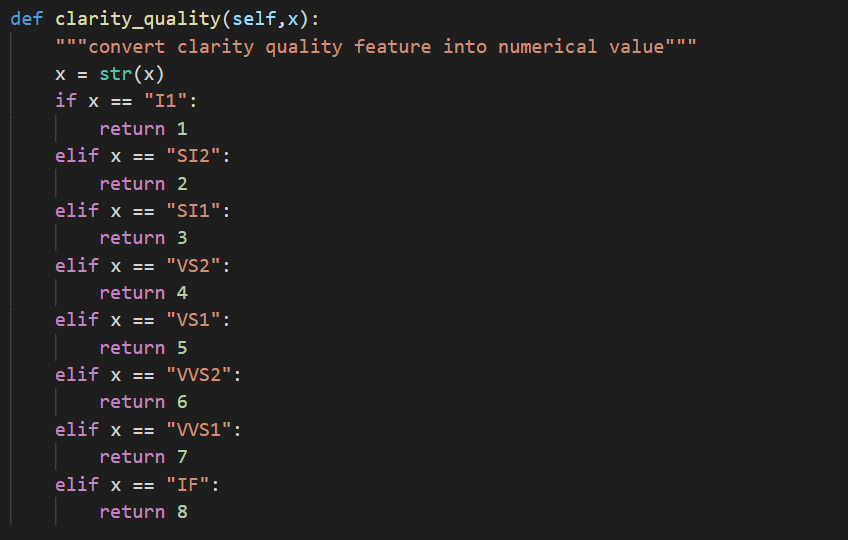 def clarity_quality(self,x):
    """convert clarity quality feature into numerical value"""
    x = str(x)
    if x == "I1":
        return 1
    elif x == "SI2":
        return 2
    elif x == "SI1":
        return 3
    elif x == "VS2":
        return 4
    elif x == "VS1":
        return 5
    elif x == "VVS2":
        return 6
    elif x == "VVS1":
        return 7
    elif x == "IF":
        return 8